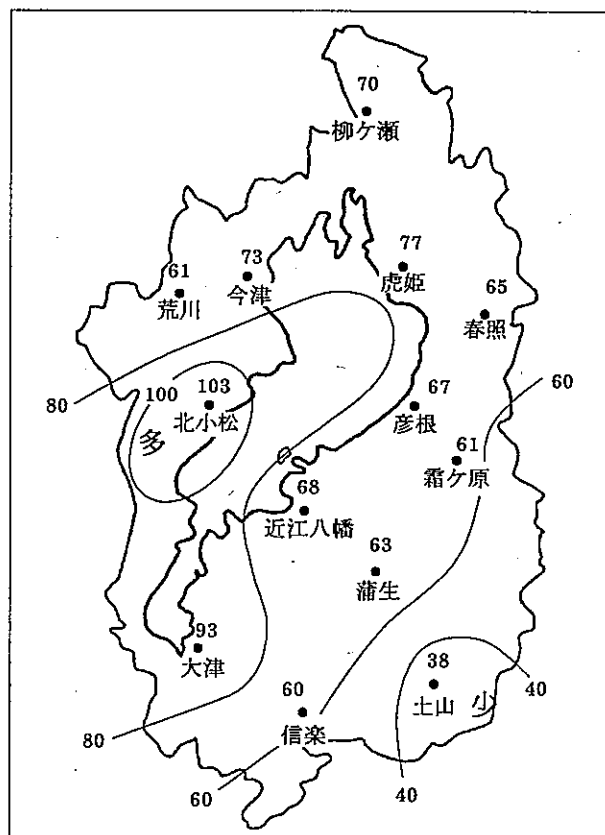 70
柳ケ瀬
73
今津
61
荒川
77
虎姫
65
春照
80
100
103
北小松
多
67
彦根
60
61
霜ケ原
68
近江八幡
63
蒲生
93
大津
38
土山
少
40
60
信楽
80
60
40